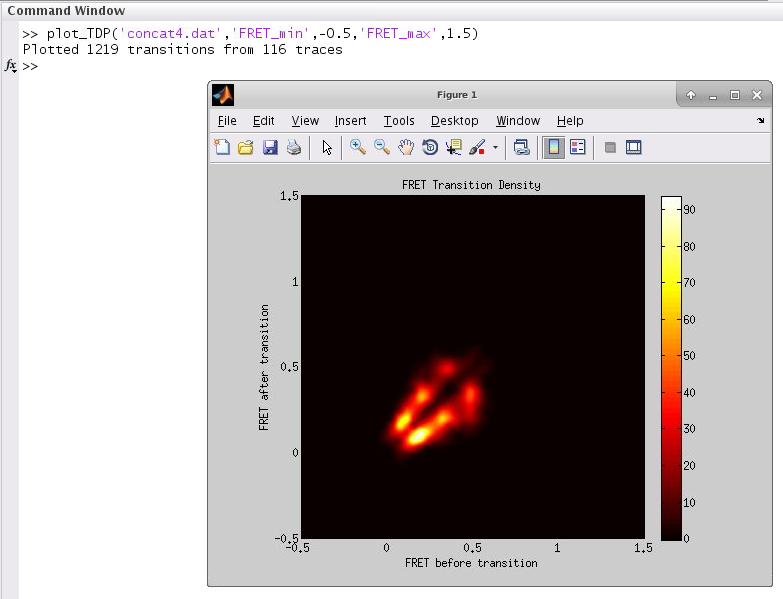 Command Window
>> plot_TDP('concat4.dat','FRET_min',-0.5,'FRET_max',1.5)
Plotted 1219 transitions from 116 traces
fx >>
Figure 1
File Edit View Insert Tools Desktop Window Help
FRET Transition Density
1.5
1
0.5
0
-0.5
FRET after transition
-0.5 0 0.5 1 1.5
FRET before transition
90
80
70
60
50
40
30
20
10
0